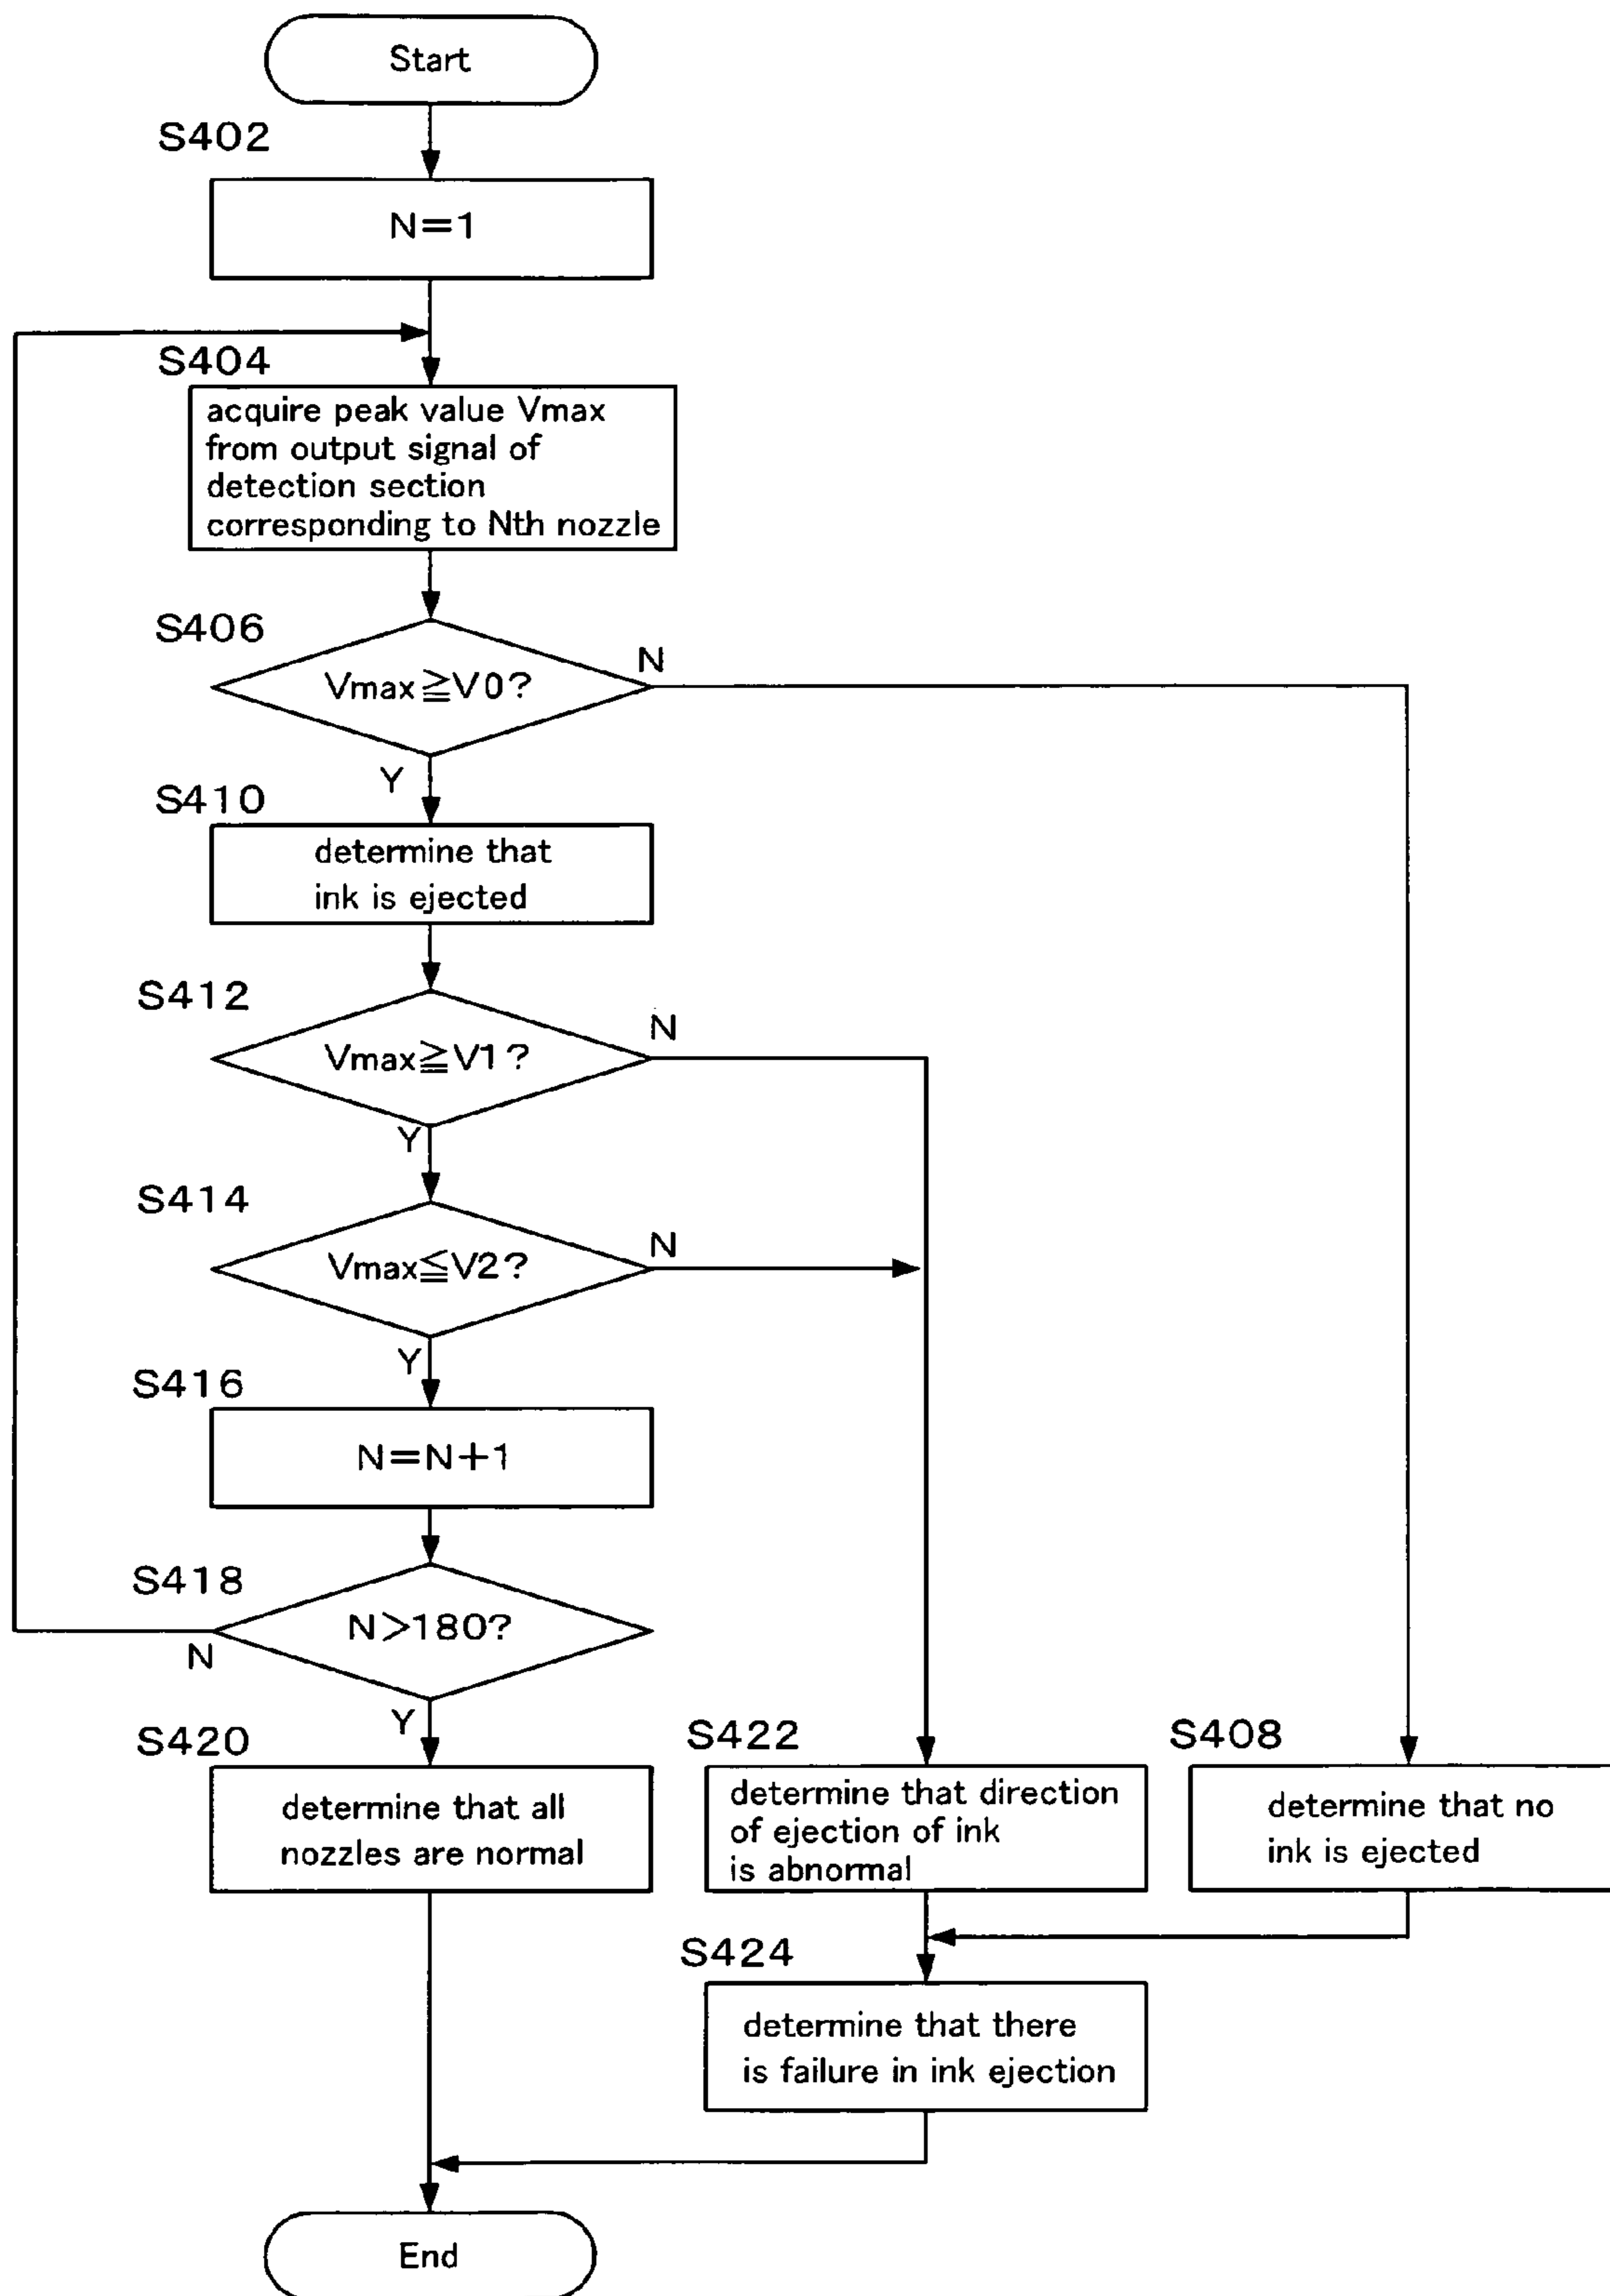 Start
S402
N=1
S404
acquire peak value Vmax
from output signal of
detection section
corresponding to Nth nozzle
S406
Vmax≧V0?
N
Y
S410
determine that
ink is ejected
S412
Vmax≧V1?
N
Y
S414
Vmax≦V2?
N
Y
S416
N=N+1
S418
N>180?
N
Y
S420
determine that all
nozzles are normal
S422
determine that direction
of ejection of ink
is abnormal
S408
determine that no
ink is ejected
S424
determine that there
is failure in ink ejection
End